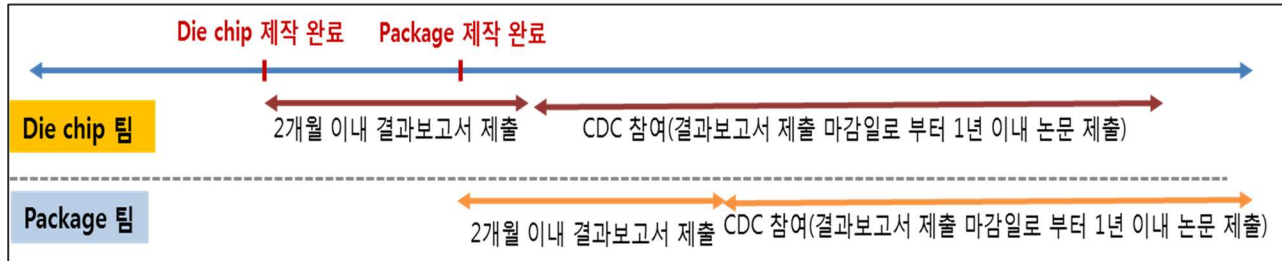 Die chip 제작 완료
Package 제작 완료
Die chip 팀
2개월 이내 결과보고서 제출
CDC 참여(결과보고서 제출 마감일로 부터 1년 이내 논문 제출)
Package 팀
2개월 이내 결과보고서 제출
CDC 참여(결과보고서 제출 마감일로 부터 1년 이내 논문 제출)